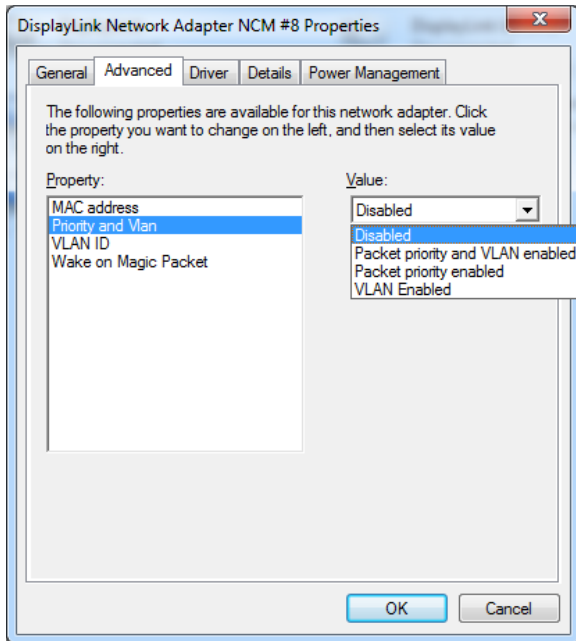 DisplayLink Network Adapter NCM #8 Properties
General Advanced Driver Details Power Management
The following properties are available for this network adapter. Click
the property you want to change on the left, and then select its value
on the right.
Property: Value:
MAC address Disabled
Priority and Vlan Disabled
VLAN ID Packet priority and VLAN enabled
Wake on Magic Packet Packet priority enabled
VLAN Enabled
OK Cancel